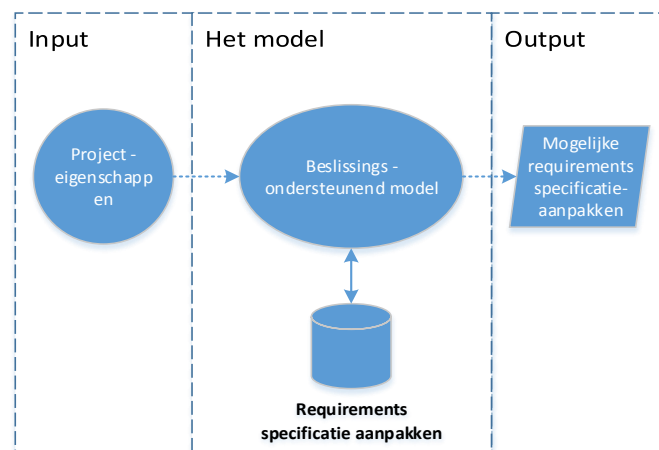 Input
Het model
Output
Project -
eigenschapp
en
Beslissings -
ondersteunend model
Mogelijke
requirements
specificatie-
aanpakken
Requirements
specificatie aanpakken